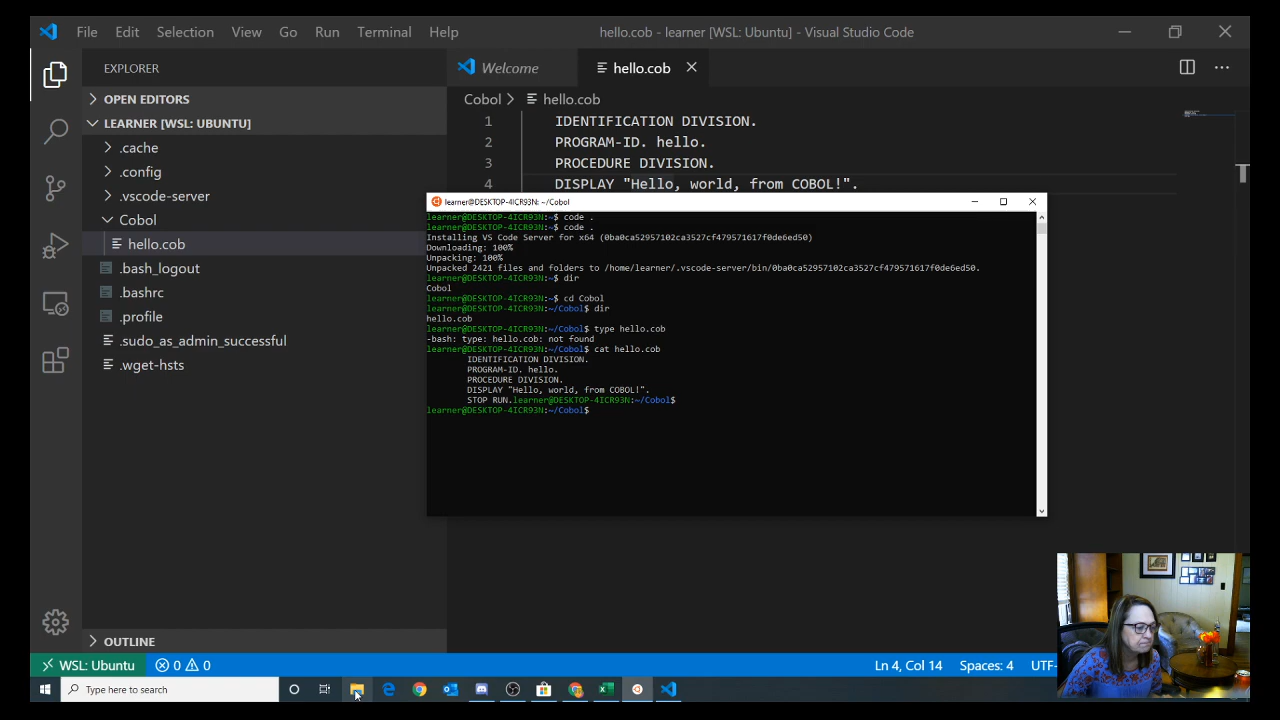 File Edit Selection View Go Run Terminal Help
hello.cob - learner [WSL: Ubuntu] - Visual Studio Code
EXPLORER
OPEN EDITORS
LEARNER [WSL: UBUNTU]
.cache
.config
.vscode-server
Cobol
hello.cob
.bash_logout
.bashrc
.profile
.sudo_as_admin_successful
.wget-hsts
OUTLINE
Welcome
hello.cob
Cobol > hello.cob
1 IDENTIFICATION DIVISION.
2 PROGRAM-ID. hello.
3 PROCEDURE DIVISION.
4 DISPLAY "Hello, world, from COBOL!".
learner@DESKTOP-4ICR93N: ~/Cobol
learner@DESKTOP-4ICR93N:~$ code .
learner@DESKTOP-4ICR93N:~$ code .
Installing VS Code Server for x64 (0ba0ca52957102ca3527cf479571617f0de6ed50)
Downloading: 100%
Unpacking: 100%
Unpacked 2421 files and folders to /home/learner/.vscode-server/bin/0ba0ca52957102ca3527cf479571617f0de6ed50.
learner@DESKTOP-4ICR93N:~$ dir
Cobol
learner@DESKTOP-4ICR93N:~$ cd Cobol
learner@DESKTOP-4ICR93N:~/Cobol$ dir
hello.cob
learner@DESKTOP-4ICR93N:~/Cobol$ type hello.cob
-bash: type: hello.cob: not found
learner@DESKTOP-4ICR93N:~/Cobol$ cat hello.cob
IDENTIFICATION DIVISION.
PROGRAM-ID. hello.
PROCEDURE DIVISION.
DISPLAY "Hello, world, from COBOL!".
STOP RUN.learner@DESKTOP-4ICR93N:~/Cobol$
learner@DESKTOP-4ICR93N:~/Cobol$
WSL: Ubuntu 0 0 Ln 4, Col 14 Spaces: 4 UTF-
Type here to search